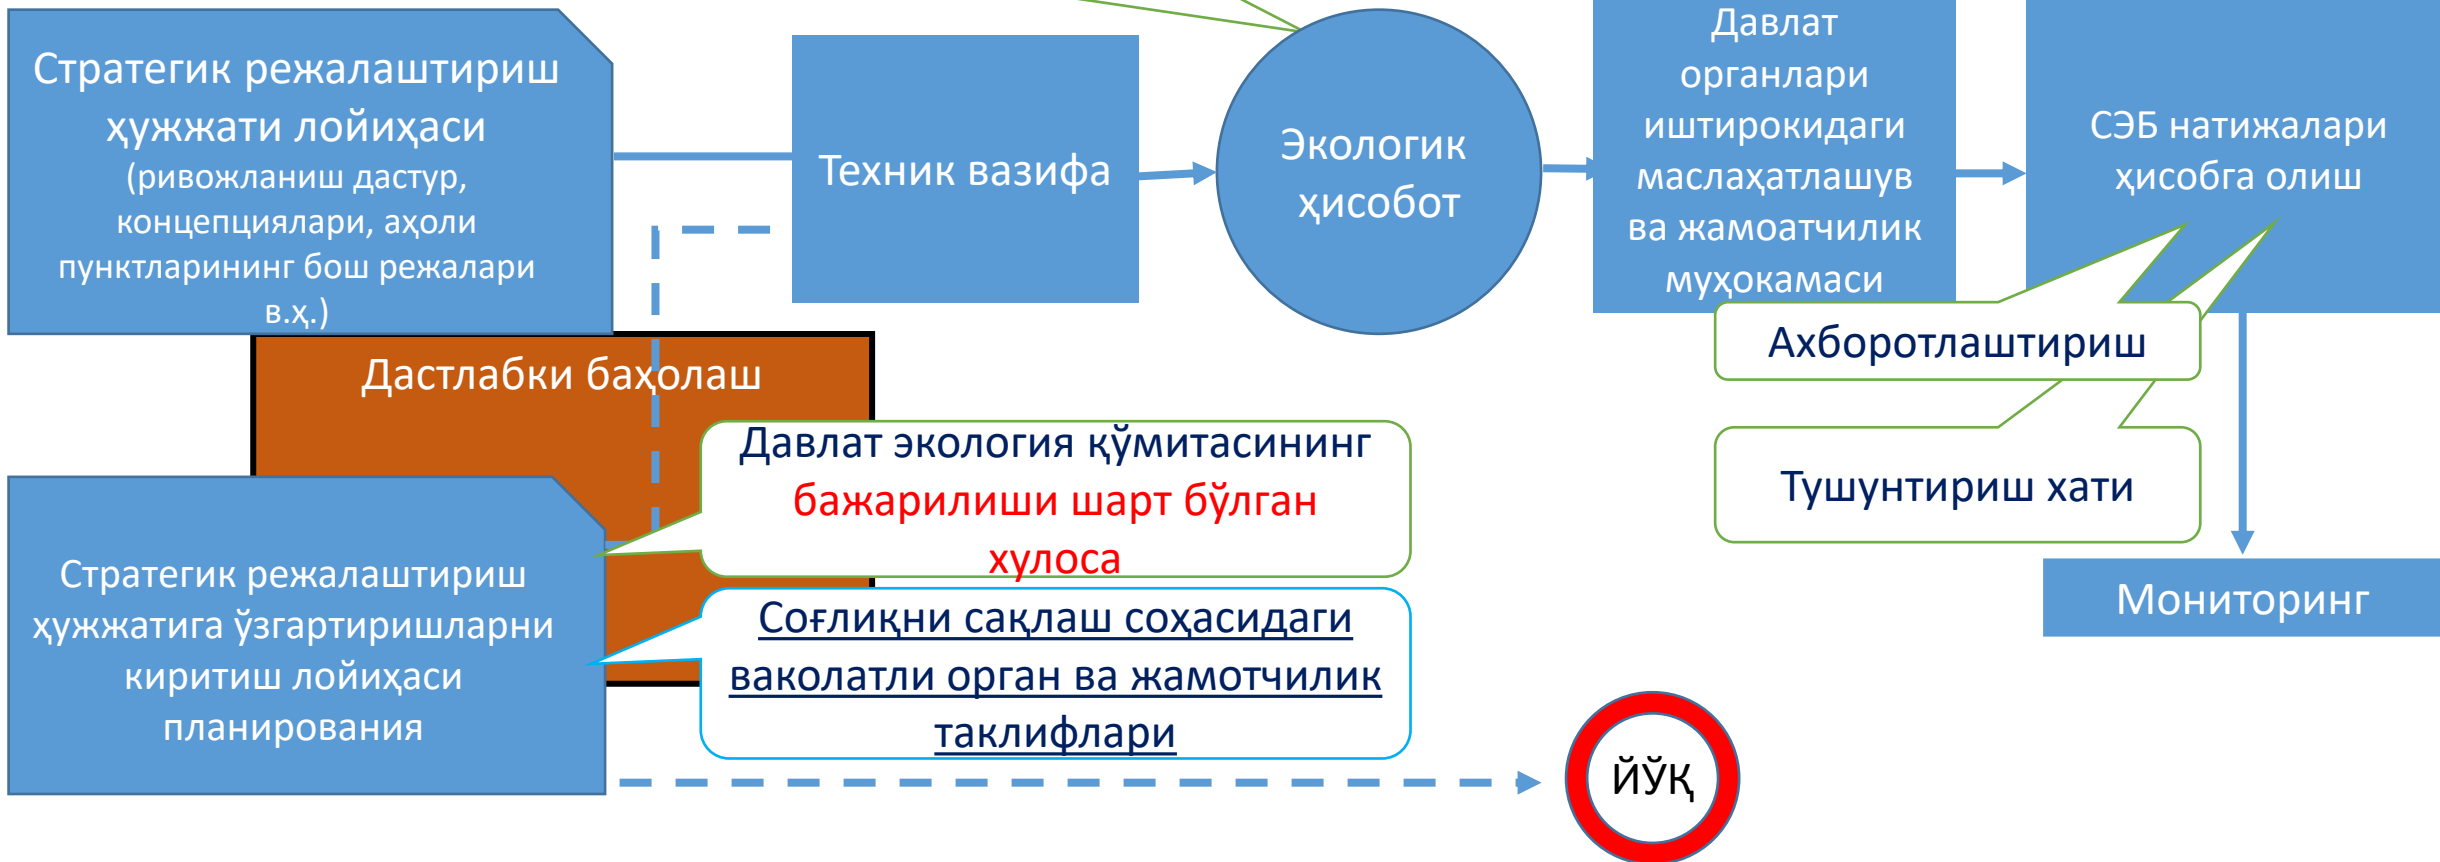 Стратегик режалаштириш
ҳужжати лойиҳаси
(ривожланиш дастур,
концепциялари, аҳоли
пунктларининг бош режалари
в.ҳ.)
Техник вазифа
Экологик
ҳисобот
Давлат
органлари
иштирокидаги
маслаҳатлашув
ва жамоатчилик
муҳокамаси
СЭБ натижалари
ҳисобга олиш
Ахборотлаштириш
Тушунтириш хати
Мониторинг
Дастлабки баҳолаш
Давлат экология қўмитасининг
бажарилиши шарт бўлган
хулоса
Соғлиқни сақлаш соҳасидаги
ваколатли орган ва жамотчилик
таклифлари
Стратегик режалаштириш
ҳужжатига ўзгартиришларни
киритиш лойиҳаси
планирования
ЙЎҚ